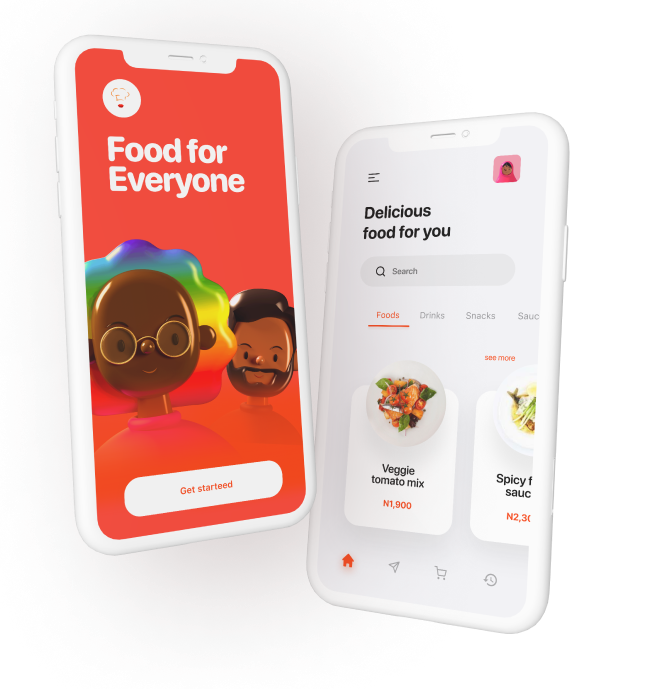 Food for
Everyone
Get starteed
Delicious
food for you
Search
Foods Drinks Snacks Sauc
see more
Veggie
tomato mix
N1,900
Spicy f
sauc
N2,30